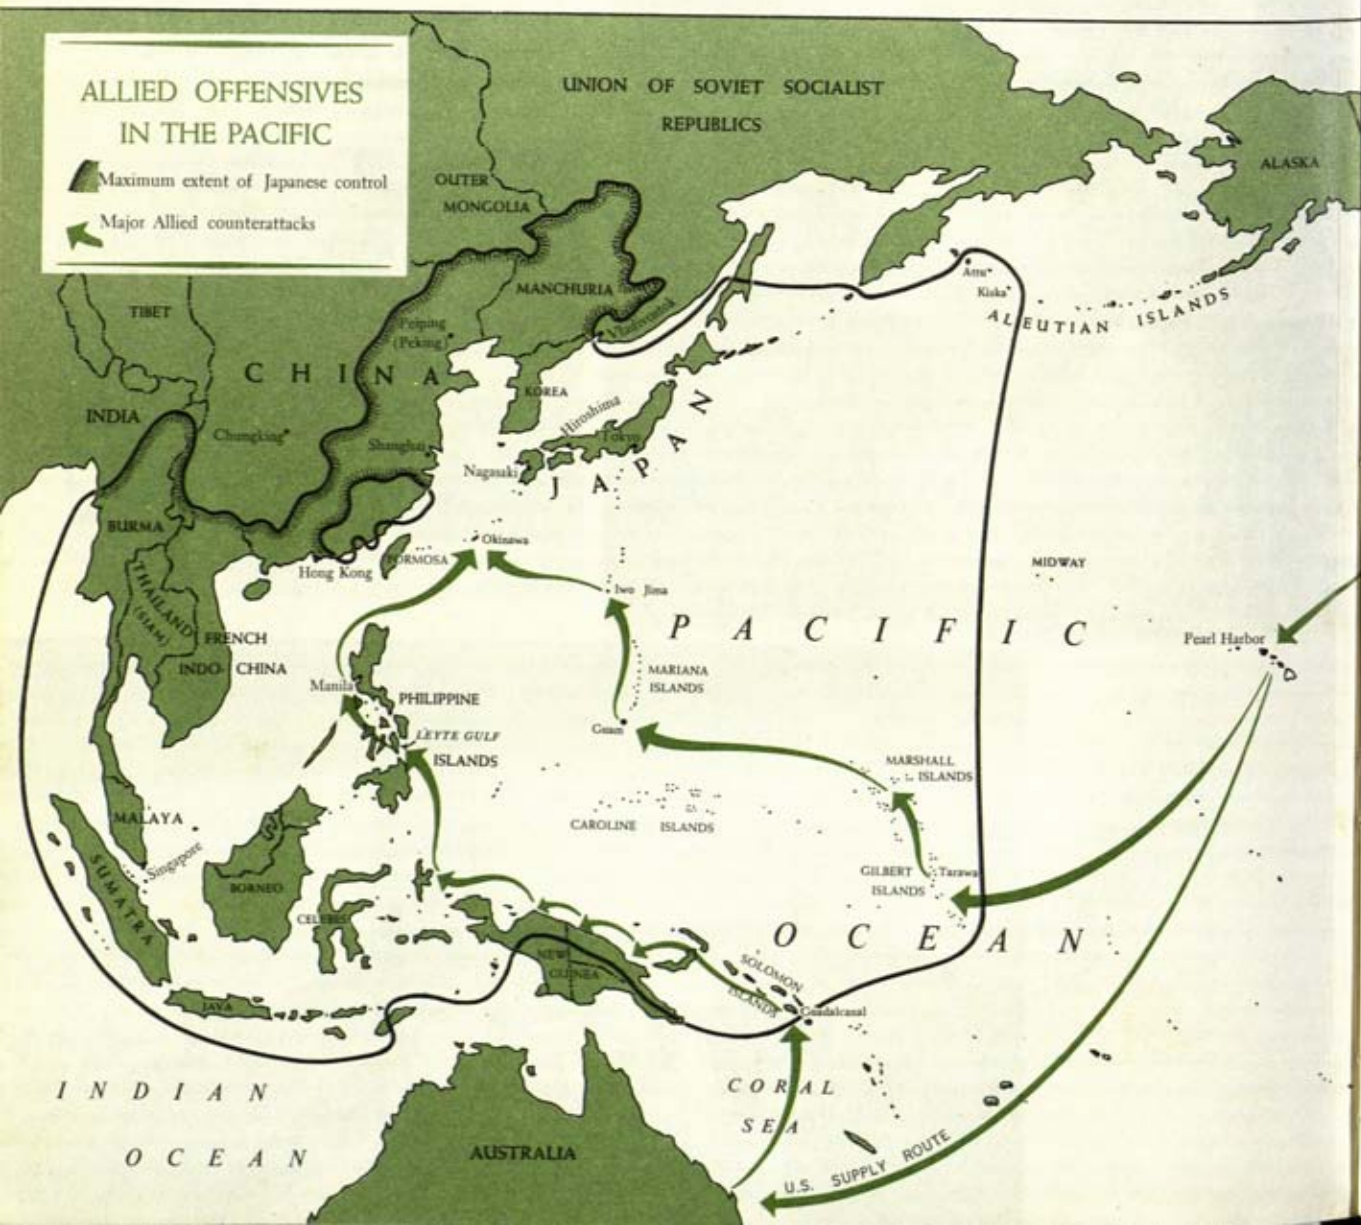 ALLIED OFFENSIVES
IN THE PACIFIC
Maximum extent of Japanese control
Major Allied counterattacks
UNION OF SOVIET SOCIALIST
REPUBLICS
ALASKA
OUTER
MONGOLIA
MANCHURIA
Vladivostok
Attu
Kiska
ALEUTIAN ISLANDS
TIBET
Peiping
(Peking)
CHINA
KOREA
INDIA
Chungking
Shanghai
Hiroshima
Tokyo
Nagasaki
JAPAN
BURMA
Okinawa
FORMOSA
Hong Kong
MIDWAY
THAILAND
(SIAM)
Iwo Jima
PACIFIC
Pearl Harbor
FRENCH
INDO-CHINA
MARIANA
ISLANDS
Manila
PHILIPPINE
LEYTE GULF
ISLANDS
Guam
MARSHALL
ISLANDS
MALAYA
CAROLINE ISLANDS
Singapore
SUMATRA
BORNEO
GILBERT
ISLANDS
Tarawa
CELEBES
OCEAN
NEW
GUINEA
SOLOMON
ISLANDS
JAVA
Guadalcanal
INDIAN
OCEAN
CORAL
SEA
AUSTRALIA
U.S. SUPPLY ROUTE